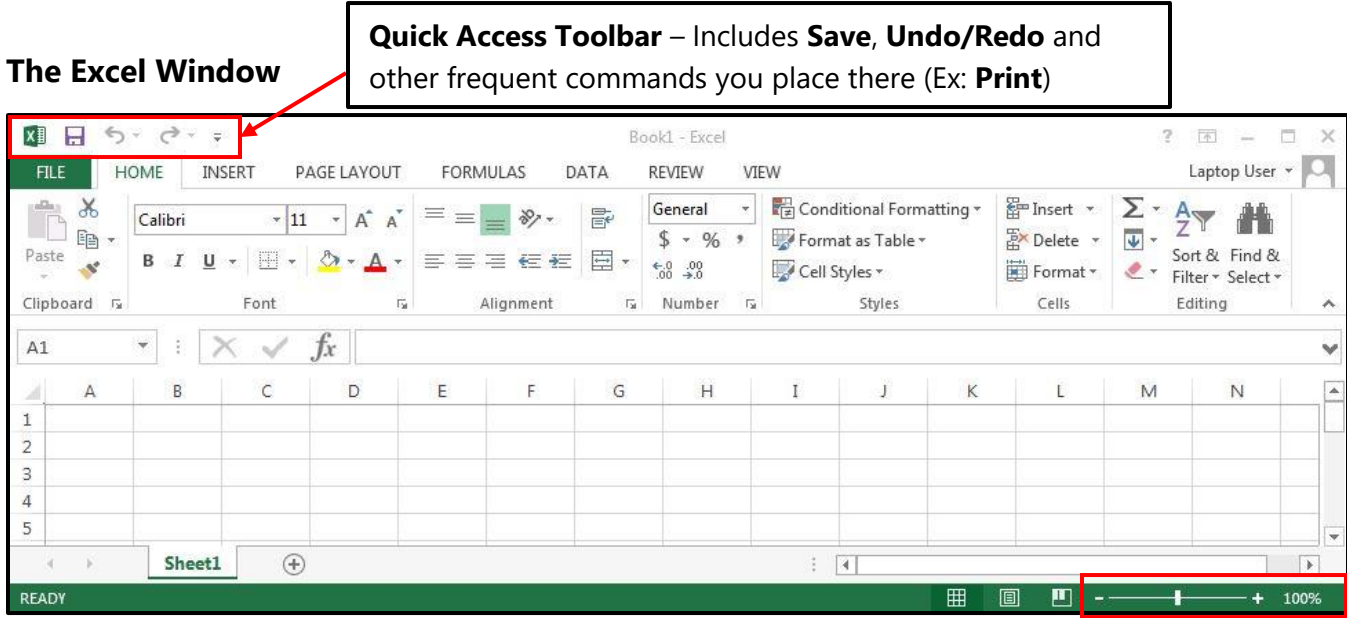 Quick Access Toolbar – Includes Save, Undo/Redo and
other frequent commands you place there (Ex: Print)
The Excel Window
Book1 - Excel
FILE HOME INSERT PAGE LAYOUT FORMULAS DATA REVIEW VIEW Laptop User
Calibri 11 General Conditional Formatting Insert
Paste B I U $ % , Format as Table Delete Sort & Find &
Cell Styles Format Filter Select
Clipboard Font Alignment Number Styles Cells Editing
A1 fx
A B C D E F G H I J K L M N
1
2
3
4
5
Sheet1
READY - + 100%